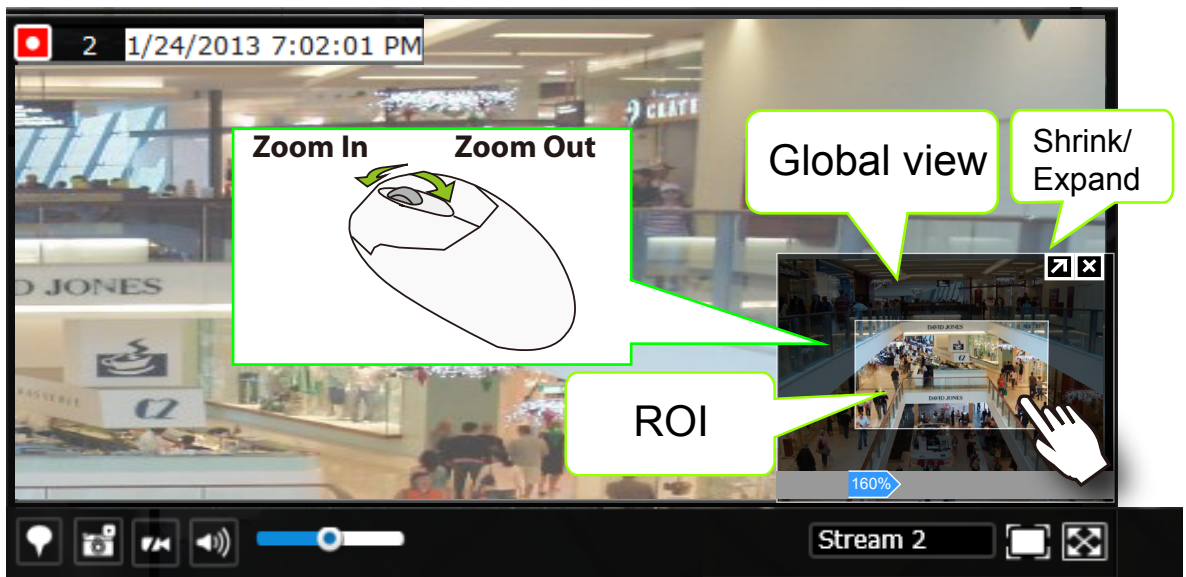 2 1/24/2013 7:02:01 PM
CRATE
Zoom In Zoom Out
Global view
Shrink/
Expand
D JONES
DAVID JONES
DAVID JONES
ROI
160%
Stream 2